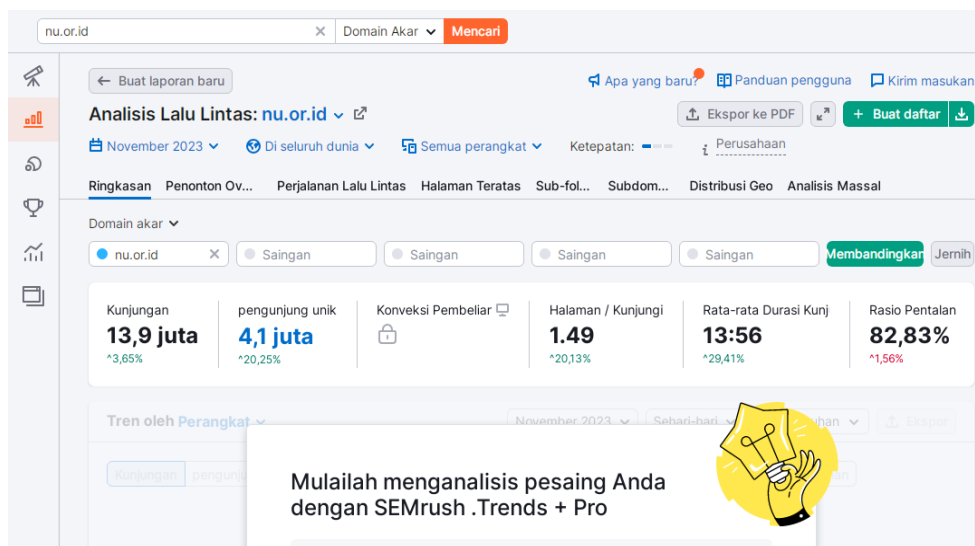 nu.or.id × Domain Akar Mencari
← Buat laporan baru
Apa yang baru? Panduan pengguna Kirim masukan
Analisis Lalu Lintas: nu.or.id
Ekspor ke PDF + Buat daftar
November 2023 Di seluruh dunia Semua perangkat Ketepatan: i Perusahaan
Ringkasan Penonton Ov... Perjalanan Lalu Lintas Halaman Teratas Sub-fol... Subdom... Distribusi Geo Analisis Massal
Domain akar
nu.or.id × Saingan Saingan Saingan Saingan Membandingkan Jernih
Kunjungan pengunjung unik Konveksi Pembeliar Halaman / Kunjungi Rata-rata Durasi Kunj Rasio Pentalan
13,9 juta 4,1 juta 1.49 13:56 82,83%
^3,65% ^20,25% ^20,13% ^29,41% ^1,56%
Tren oleh Perangkat November 2023 Sehari-hari Ekspor
Kunjungan
Mulailah menganalisis pesaing Anda
dengan SEMrush .Trends + Pro